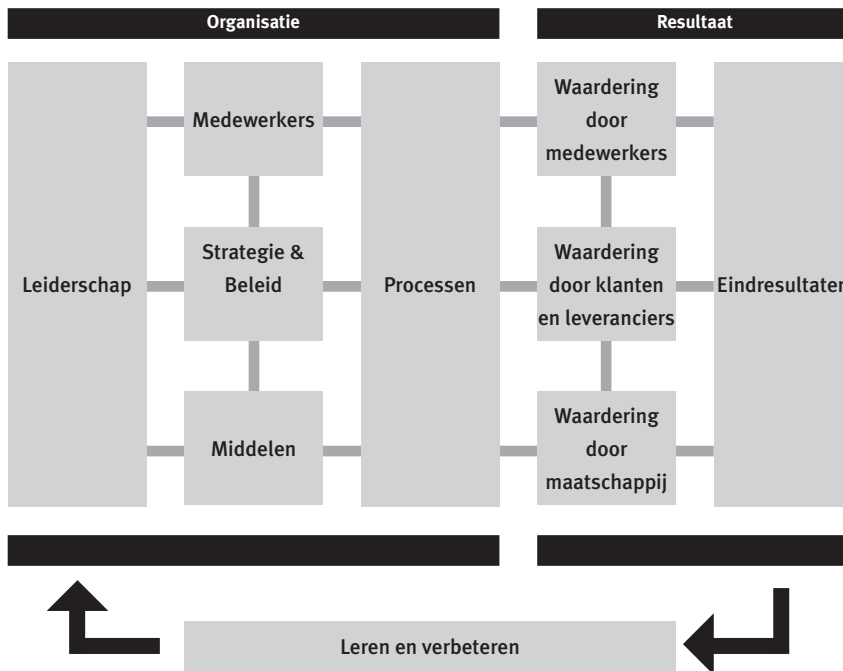 Organisatie
Resultaat
Leiderschap
Medewerkers
Strategie &
Beleid
Middelen
Processen
Waardering
door
medewerkers
Waardering
door klanten
en leveranciers
Waardering
door
maatschappij
Eindresultaten
Leren en verbeteren